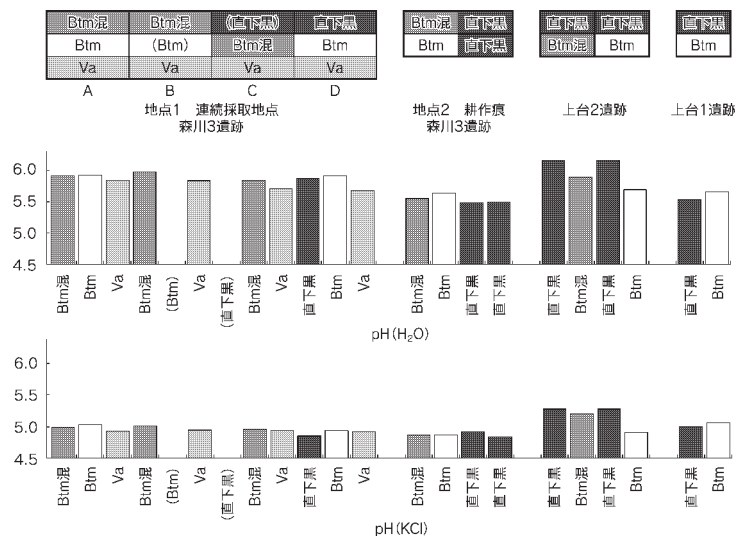 Btm混 Btm混 (直下黒) 直下黒 Btm混 直下黒 直下黒 直下黒 直下黒
Btm (Btm) Btm混 Btm Btm 直下黒 Btm混 Btm Btm
Va Va Va Va
A B C D
地点1 連続採取地点 地点2 耕作痕 上台2遺跡 上台1遺跡
森川3遺跡 森川3遺跡
6.0
5.5
5.0
4.5
Btm混 Btm Va Btm混 (Btm) Va (直下黒) Btm混 Va 直下黒 Btm Va Btm混 Btm 直下黒 直下黒 直下黒 Btm混 直下黒 Btm 直下黒 Btm
pH(H₂O)
6.0
5.5
5.0
4.5
Btm混 Btm Va Btm混 (Btm) Va (直下黒) Btm混 Va 直下黒 Btm Va Btm混 Btm 直下黒 直下黒 直下黒 Btm混 直下黒 Btm 直下黒 Btm
pH(KCl)